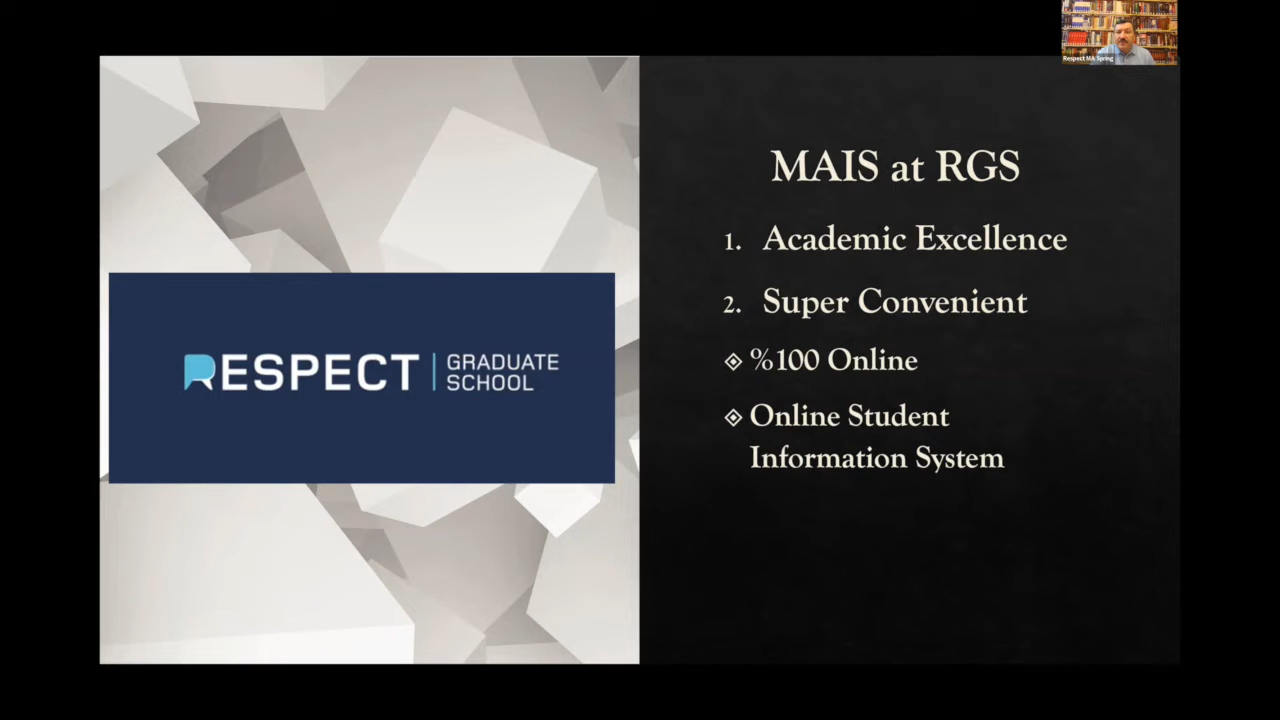 Respect MA Spring
RESPECT
GRADUATE
SCHOOL
MAIS at RGS
1. Academic Excellence
2. Super Convenient
%100 Online
Online Student
Information System